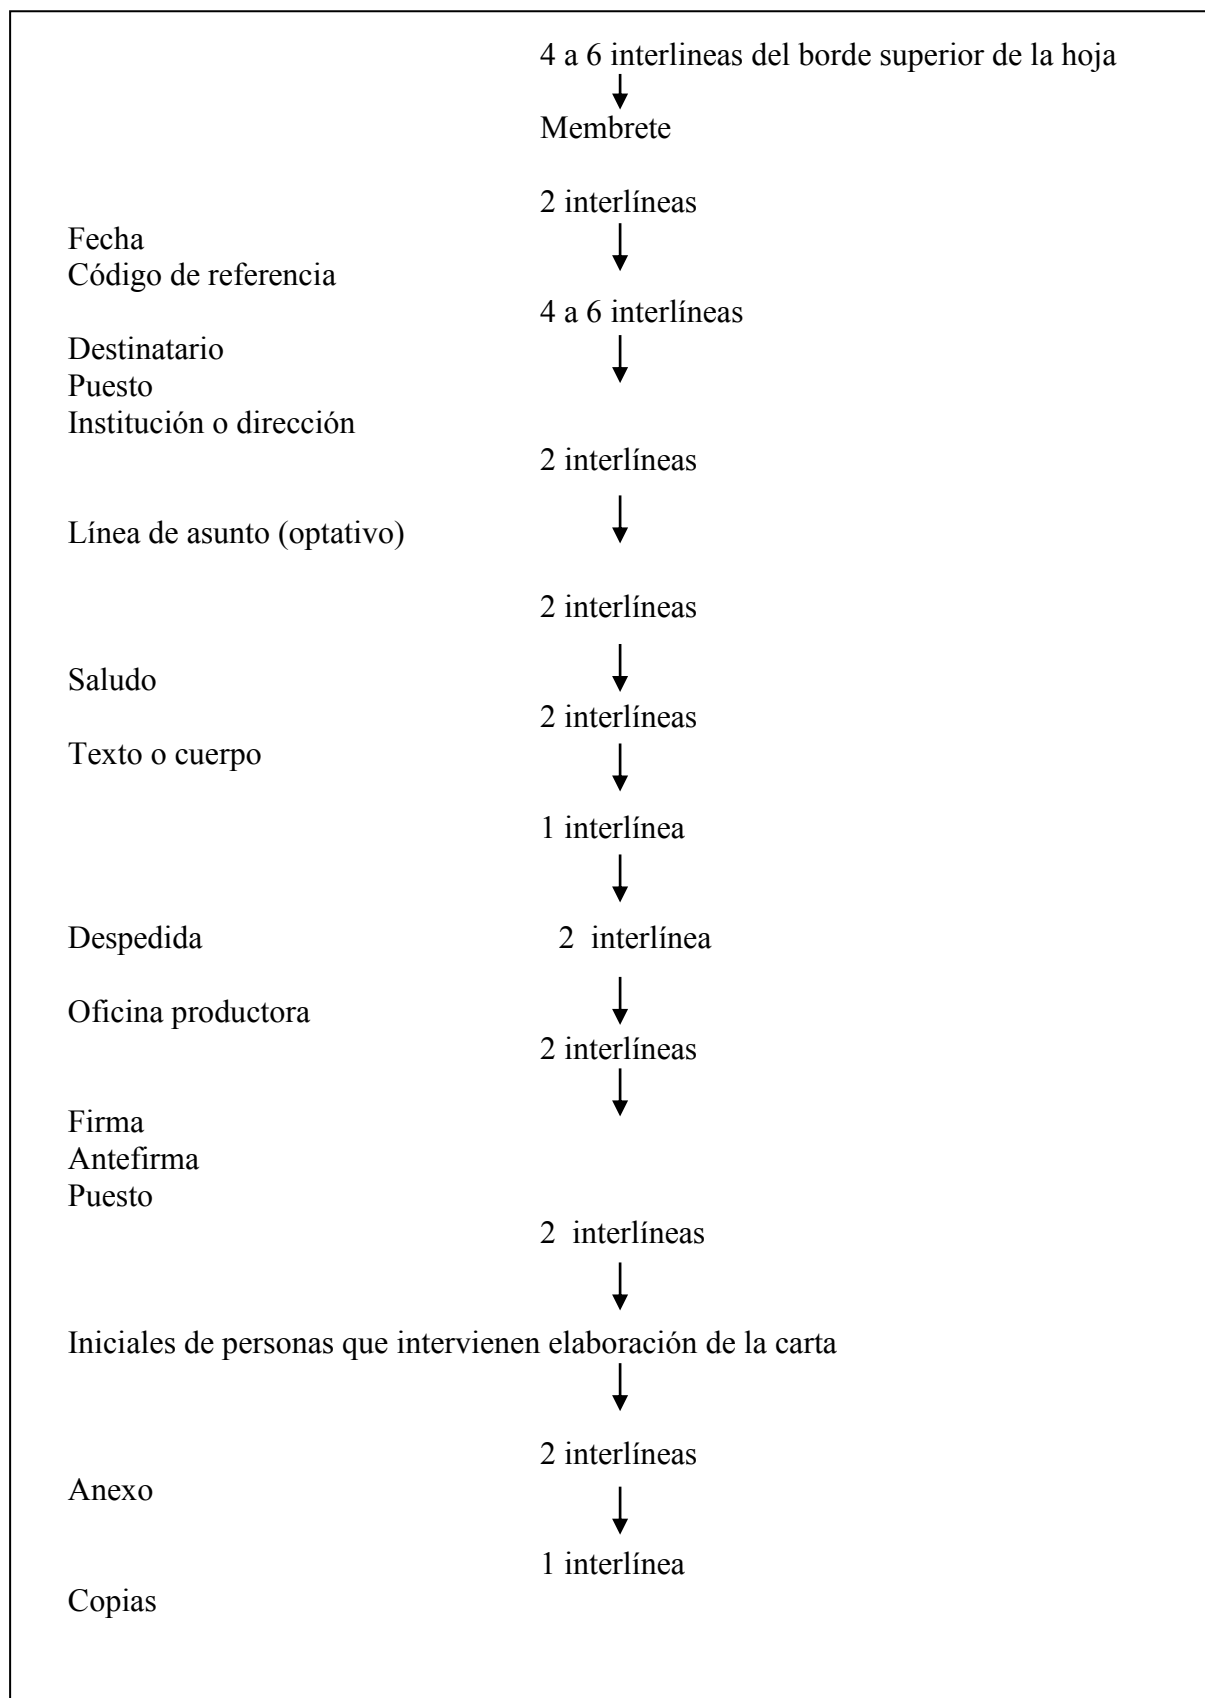 4 a 6 interlineas del borde superior de la hoja
Membrete
2 interlíneas
Fecha
Código de referencia
4 a 6 interlíneas
Destinatario
Puesto
Institución o dirección
2 interlíneas
Línea de asunto (optativo)
2 interlíneas
Saludo
2 interlíneas
Texto o cuerpo
1 interlínea
Despedida 2 interlínea
Oficina productora
2 interlíneas
Firma
Antefirma
Puesto
2 interlíneas
Iniciales de personas que intervienen elaboración de la carta
2 interlíneas
Anexo
1 interlínea
Copias